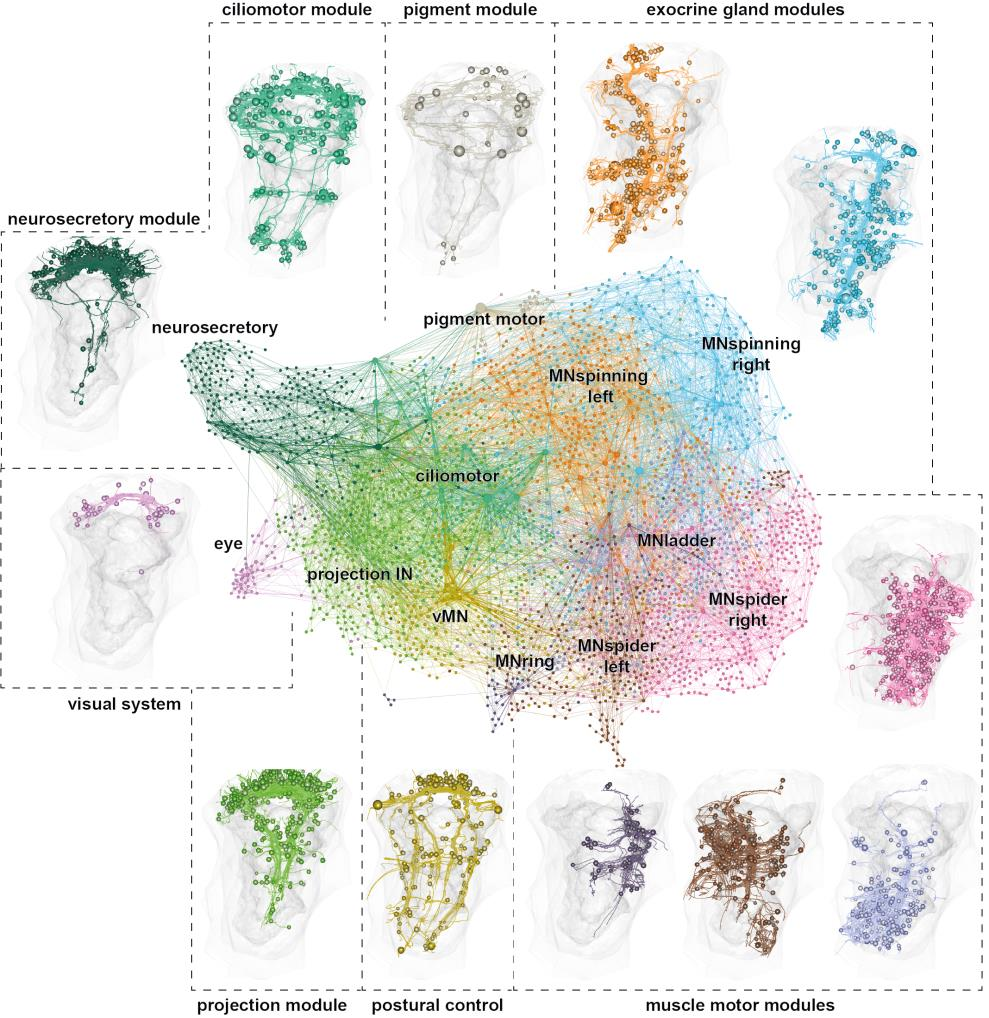 ciliomotor module
pigment module
exocrine gland modules
neurosecretory module
neurosecretory
pigment motor
MNspinning
right
MNspinning
left
ciliomotor
eye
projection IN
MNladder
vMN
MNspider
right
MNring
MNspider
left
visual system
projection module
postural control
muscle motor modules